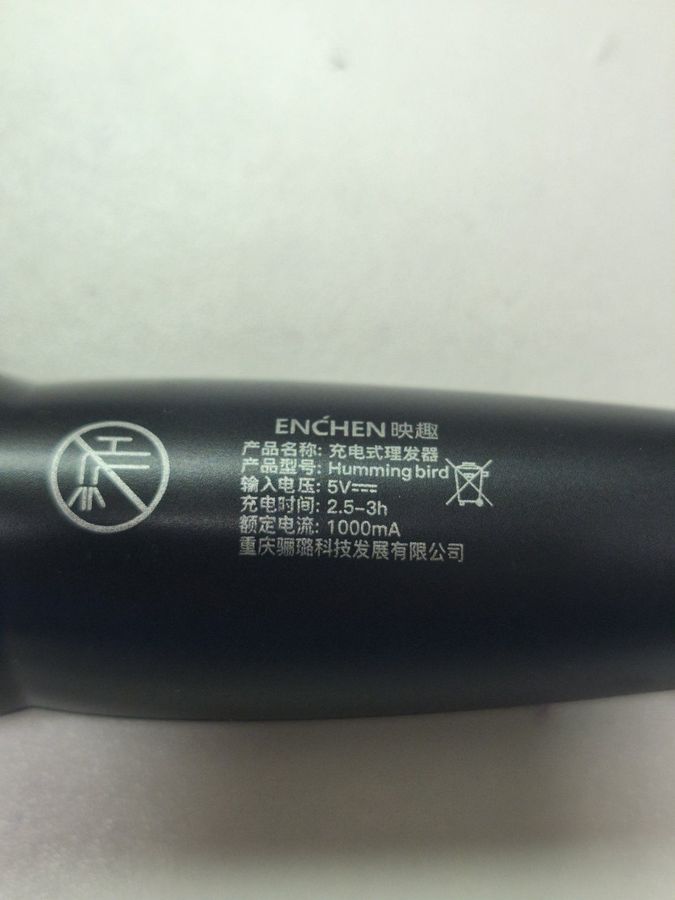 ENCHEN映趣
产品名称: 充电式理发器
产品型号: Humming bird
输入电压: 5V⎓
充电时间: 2.5-3h
额定电流: 1000mA
重庆骊璐科技发展有限公司